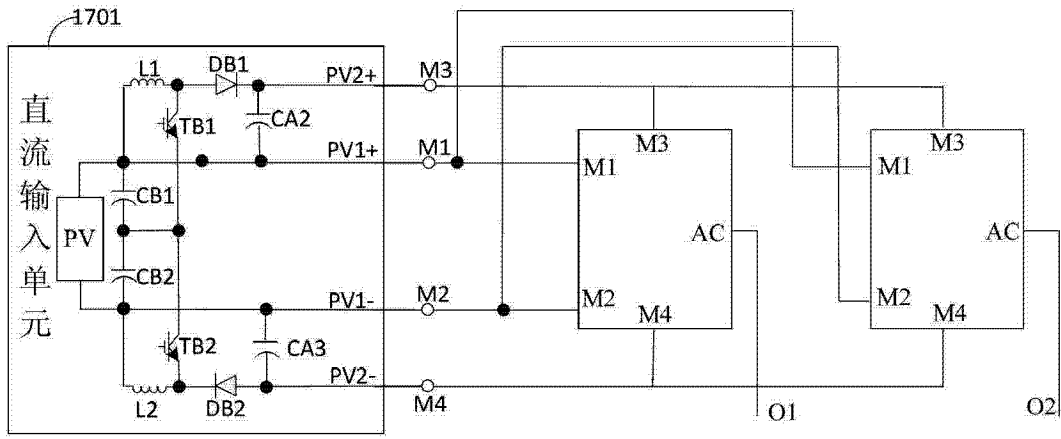 1701
直流输入单元
L1
DB1
PV2+
M3
TB1
CA2
M3
M3
PV1+
M1
M1
M1
CB1
PV
AC
AC
CB2
PV1-
M2
M2
M2
M4
M4
TB2
CA3
PV2-
M4
L2
DB2
O1
O2